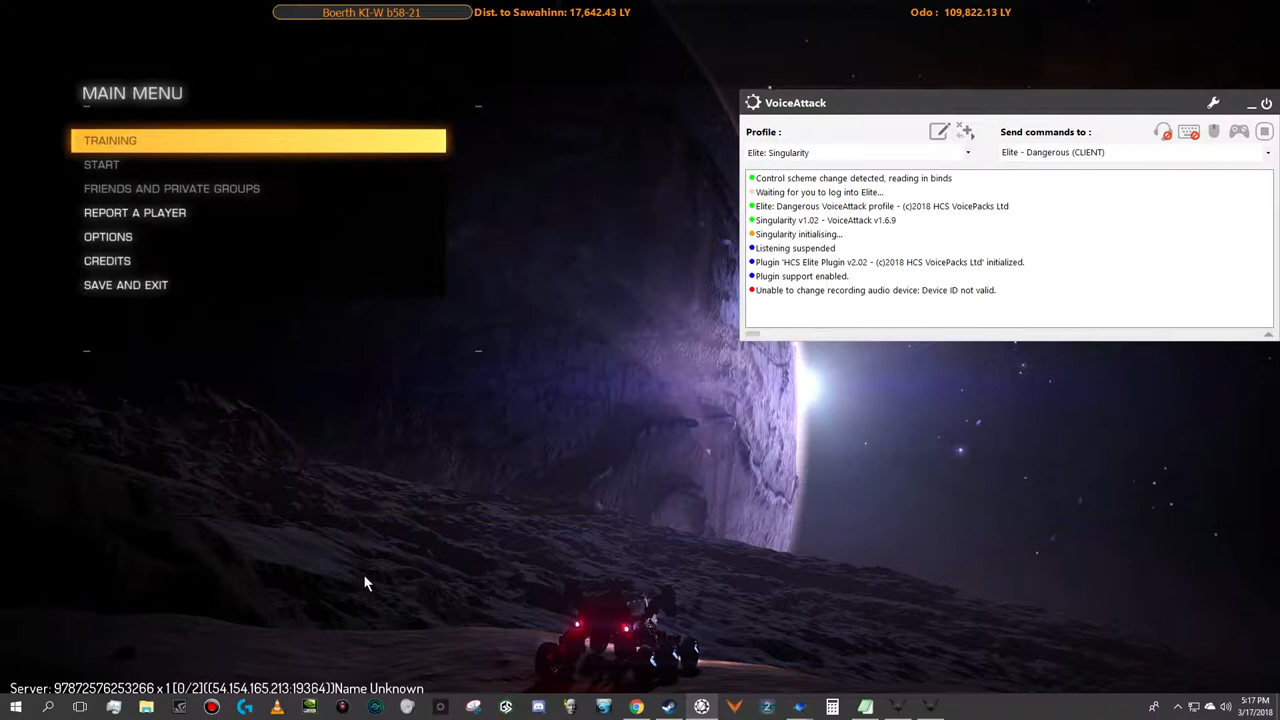 Boerth KI-W b58-21
Dist. to Sawahinn: 17,642.43 LY
Odo : 109,822.13 LY
MAIN MENU
TRAINING
START
FRIENDS AND PRIVATE GROUPS
REPORT A PLAYER
OPTIONS
CREDITS
SAVE AND EXIT
VoiceAttack
Profile :
Send commands to :
Elite: Singularity
Elite - Dangerous (CLIENT)
Control scheme change detected, reading in binds
Waiting for you to log into Elite...
Elite: Dangerous VoiceAttack profile - (c)2018 HCS VoicePacks Ltd
Singularity v1.02 - VoiceAttack v1.6.9
Singularity initialising...
Listening suspended
Plugin 'HCS Elite Plugin v2.02 - (c)2018 HCS VoicePacks Ltd' initialized.
Plugin support enabled.
Unable to change recording audio device: Device ID not valid.
Server: 97872576253266 x 1 [0/2]((54.154.165.213:19364))Name Unknown
5:17 PM
3/17/2018